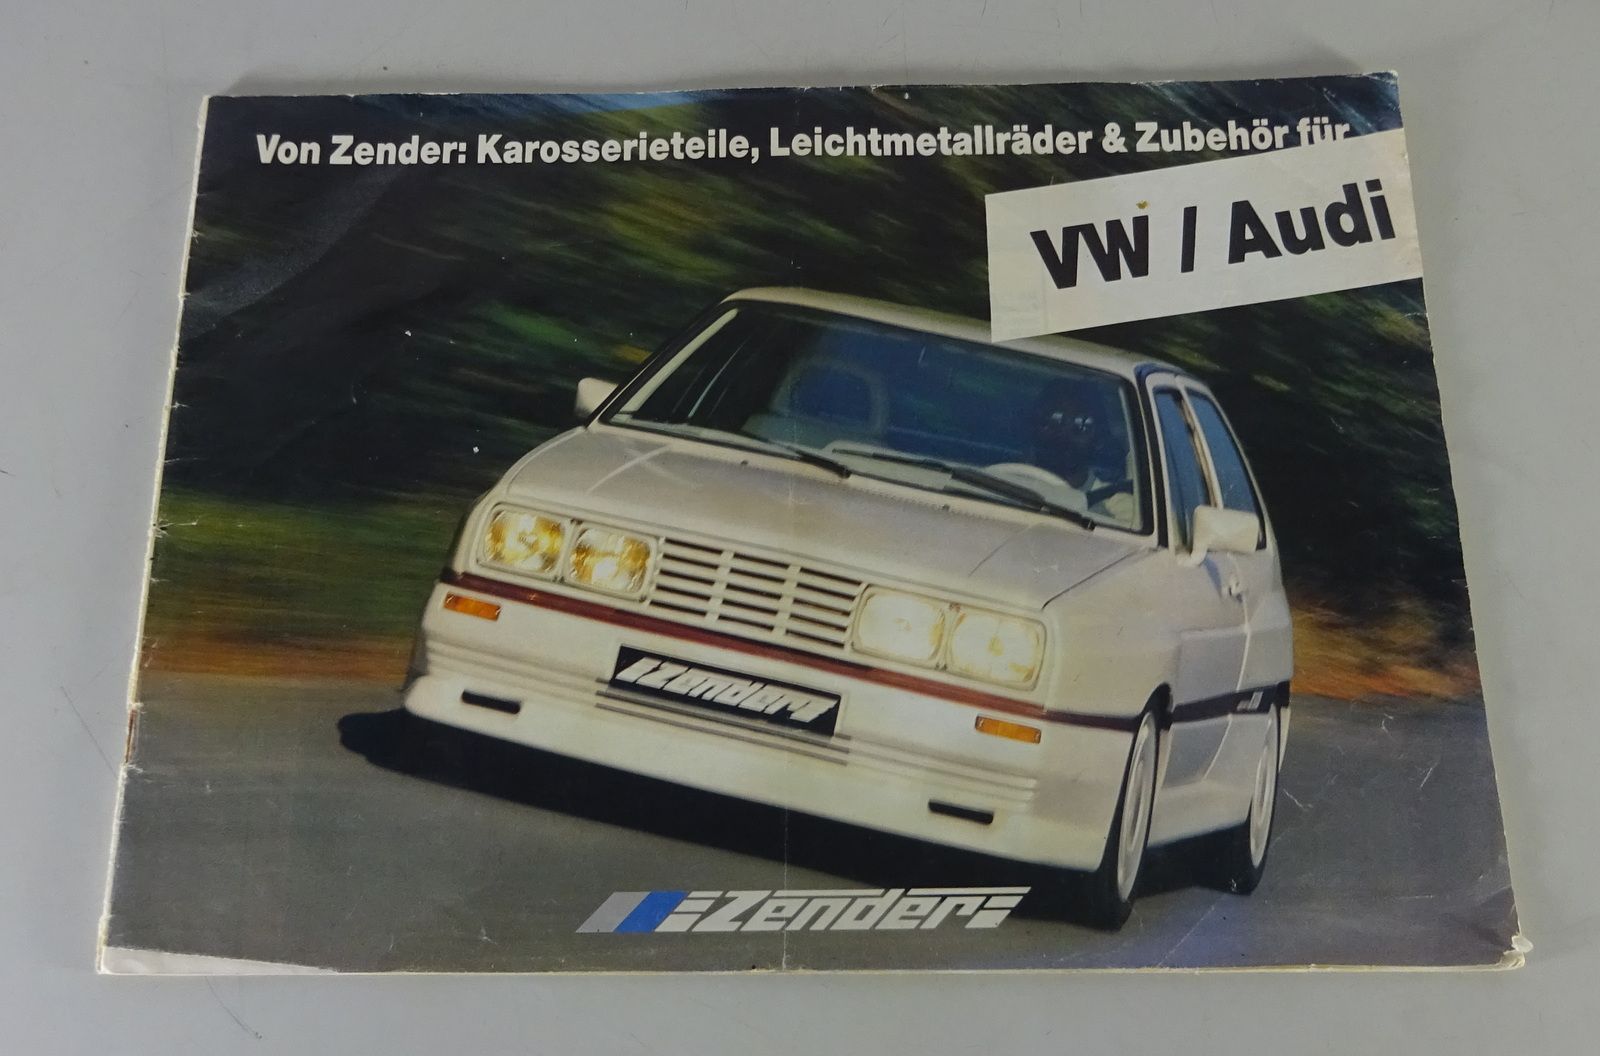 Von Zender: Karosserieteile, Leichtmetallräder & Zubehör für
VW / Audi
Zender
Zender